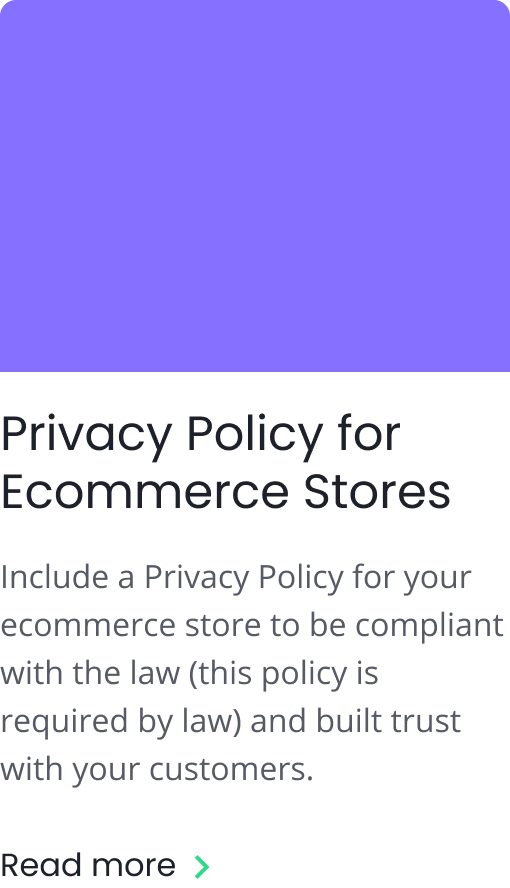 Privacy Policy for
Ecommerce Stores
Include a Privacy Policy for your
ecommerce store to be compliant
with the law (this policy is
required by law) and built trust
with your customers.
Read more